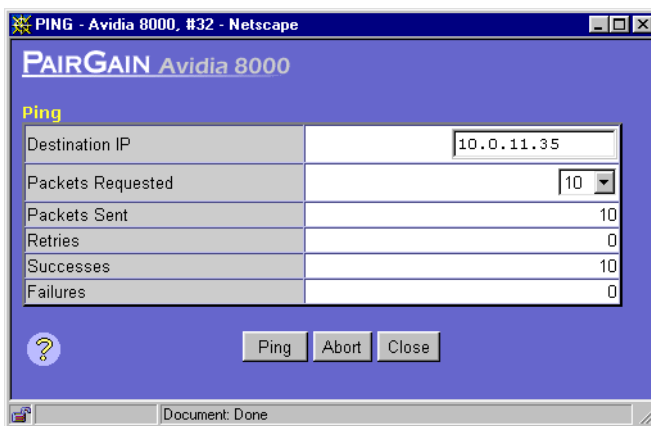 PING - Avidia 8000, #32 - Netscape
PAIRGAIN Avidia 8000
Ping
Destination IP 10.0.11.35
Packets Requested 10
Packets Sent 10
Retries 0
Successes 10
Failures 0
? Ping Abort Close
Document: Done